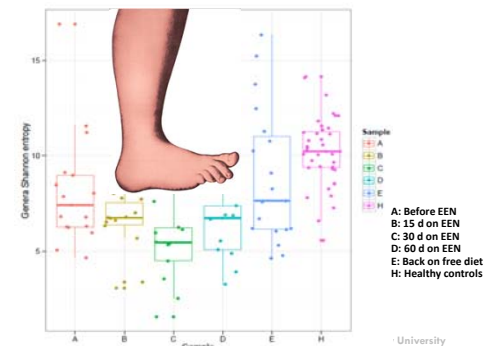 Genera Shannon entropy
15
10
5
A B C D E H
Sample
Sample
A
B
C
D
E
H
A: Before EEN
B: 15 d on EEN
C: 30 d on EEN
D: 60 d on EEN
E: Back on free diet
H: Healthy controls
University